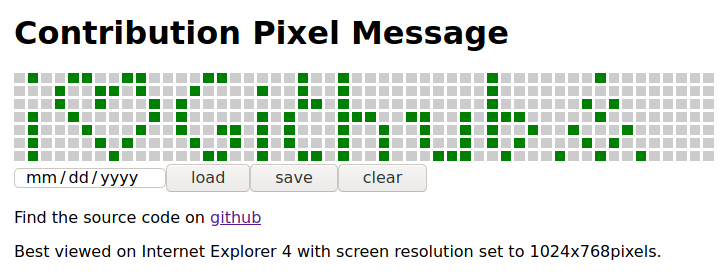 Contribution Pixel Message
i♥Github
mm/dd/yyyy load save clear
Find the source code on github
Best viewed on Internet Explorer 4 with screen resolution set to 1024x768pixels.